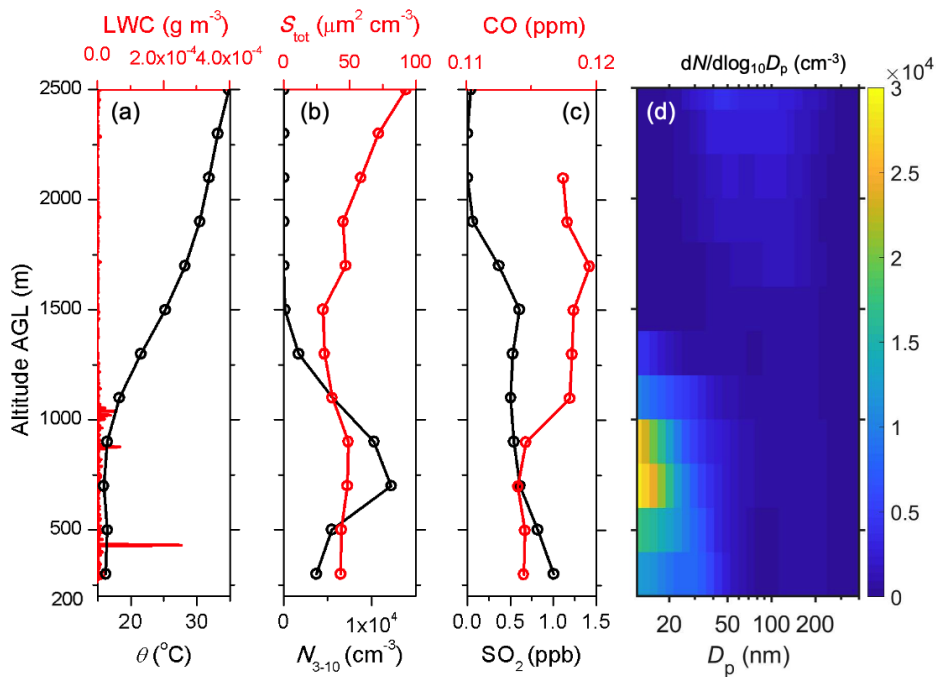 LWC (g m⁻³)
0.0 2.0x10⁻⁴ 4.0x10⁻⁴
S_tot (μm² cm⁻³)
0 50 100
CO (ppm)
0.11 0.12
dN/dlog₁₀Dₚ (cm⁻³)
×10⁴
(a) (b) (c) (d)
2500
2000
1500
1000
500
200
Altitude AGL (m)
3
2.5
2
1.5
1
0.5
0
20 30
θ (°C)
0 1x10⁴
N₃₋₁₀ (cm⁻³)
0.0 0.5 1.0 1.5
SO₂ (ppb)
20 50 100 200
Dₚ (nm)